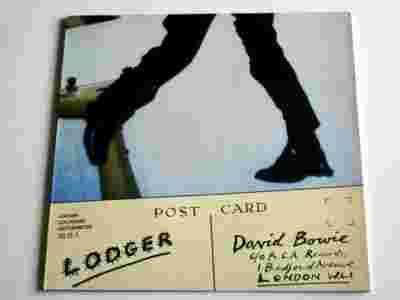 POST CARD
LODGER
David Bowie
c/o R.C.A. Records,
1 Bedford Avenue
LONDON WC1